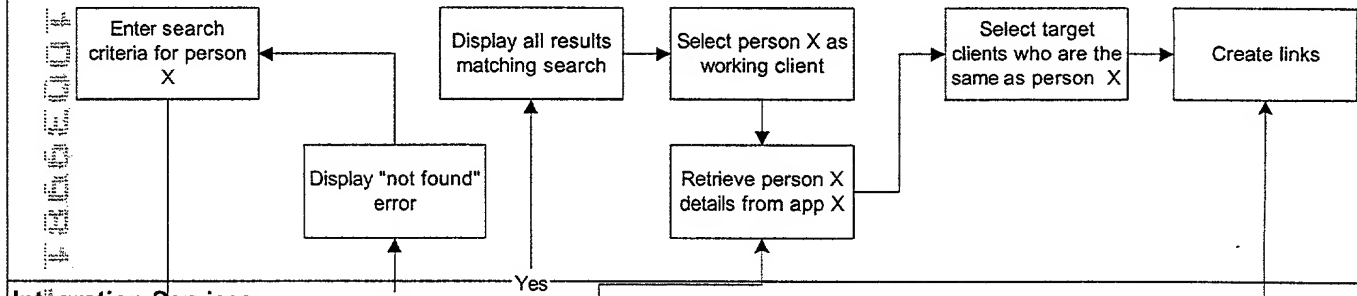 Enter search
criteria for person
X
Display all results
matching search
Select person X as
working client
Select target
clients who are the
same as person X
Create links
Display "not found"
error
Retrieve person X
details from app X
Yes